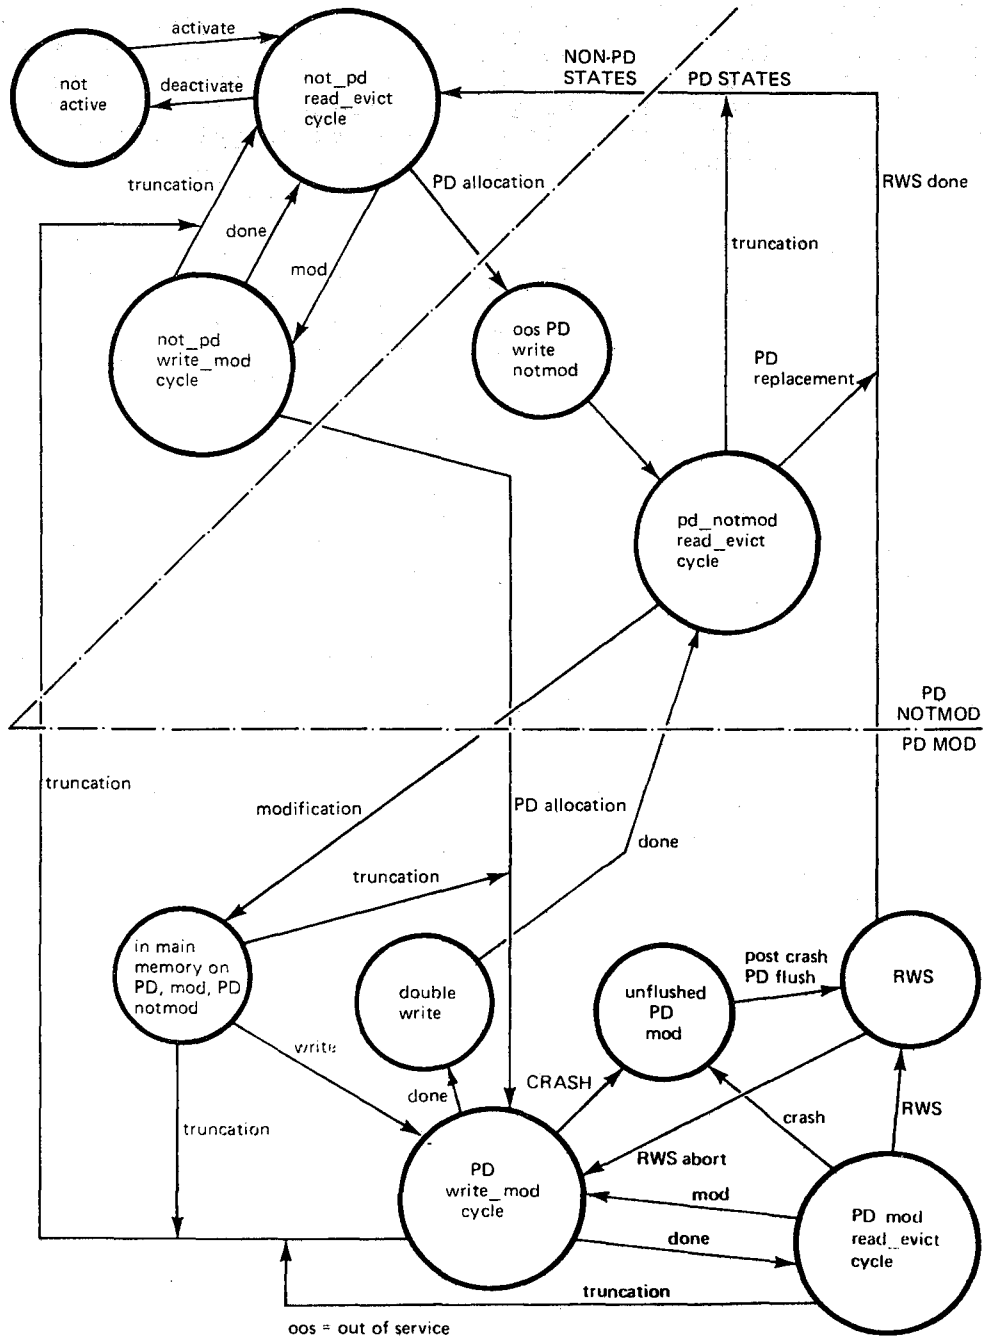 activate
not
active
deactivate
not_pd
read_evict
cycle
NON-PD
STATES
PD STATES
truncation
done
mod
PD allocation
RWS done
truncation
not_pd
write_mod
cycle
oos PD
write
notmod
PD
replacement
pd_notmod
read_evict
cycle
PD
NOTMOD
PD MOD
truncation
modification
PD allocation
done
truncation
in main
memory on
PD, mod, PD
notmod
double
write
unflushed
PD
mod
post crash
PD flush
RWS
write
done
CRASH
crash
RWS
truncation
RWS abort
PD
write_mod
cycle
mod
done
PD mod
read_evict
cycle
truncation
oos = out of service